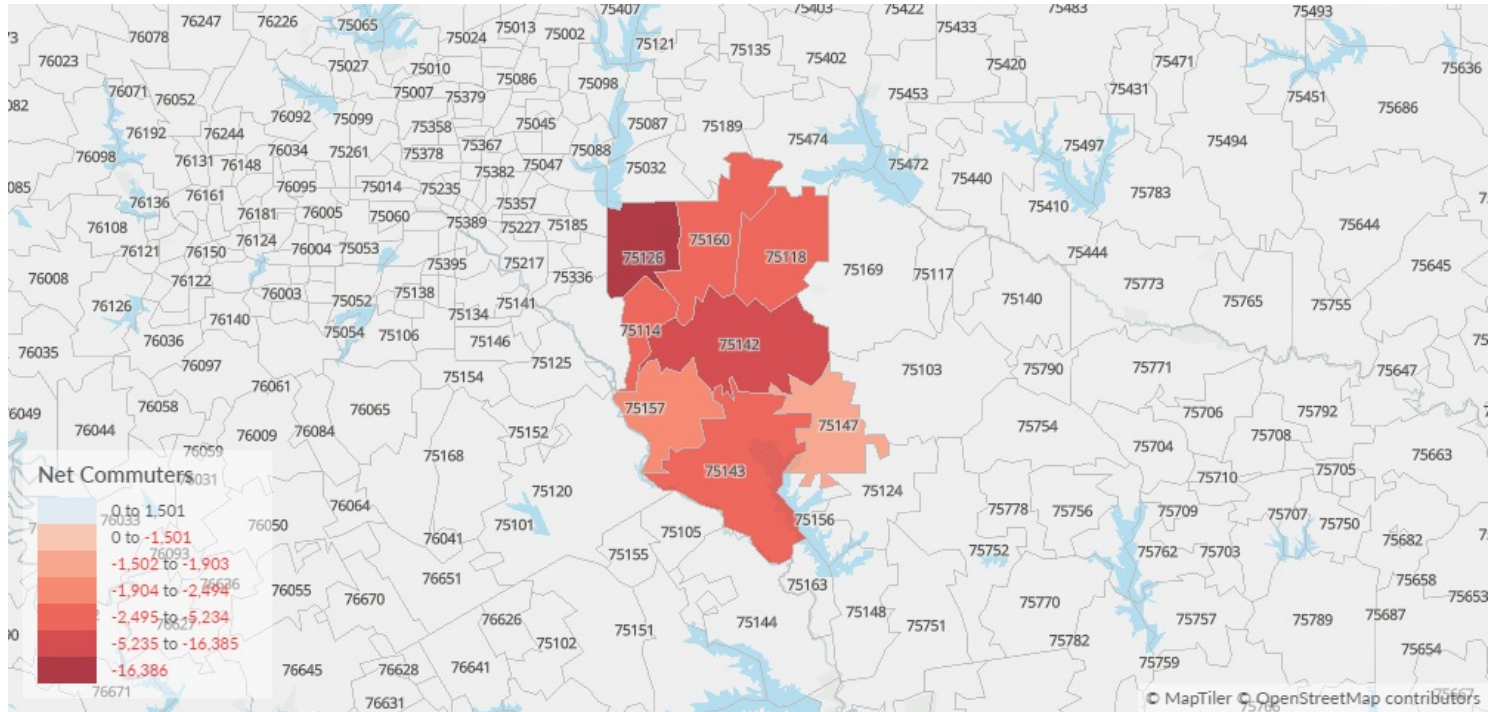 75407 75403 75422 75483 75493
76247 76226 75065 75013 75002 75433
76078 75024 75121 75135 75402 75471
76023 75027 75010 75086 75098 75420 75636
76071 76052 75007 75379 75453 75431 75451 75686
76092 75099 75358 75045 75087 75189
76192 76244 75367 75474 75497 75494
76098 76131 76148 76034 75261 75378 75382 75047 75088 75032 75472 75440
76136 76161 76095 75014 75235 75357 75410 75783
76108 76181 76005 75060 75389 75227 75185 75644
76121 76150 76124 76004 75053 75160 75118 75444
76008 76122 75395 75217 75336 75126 75169 75117 75773 75645
76126 76003 75052 75138 75141 75140 75765 75755
76140 75054 75106 75134 75114
76035 76036 76097 75146 75125 75142 75103 75790 75771 75647
76061 75154
76049 76058 76065 75157 75706 75792
76044 76009 76084 75152 75147 75754 75704 75708
76059 75168 75143 75710 75705 75663
Net Commuters
76031
0 to 1,501
76033
0 to -1,501
76093
-1,502 to -1,903
76636
-1,904 to -2,494
-2,495 to -5,234
76627
-5,235 to -16,385
-16,386
76671
76064 75120 75124
76050 75101 75105 75156 75778 75756 75709 75707 75750
76041 75155 75752 75762 75703 75682
76055 76651 75163 75658
76670 75770 75653
76626 75144 75148 75751 75757 75789 75687
75102 75151 75782 75654
76645 76628 76641 75759
76631
© MapTiler © OpenStreetMap contributors